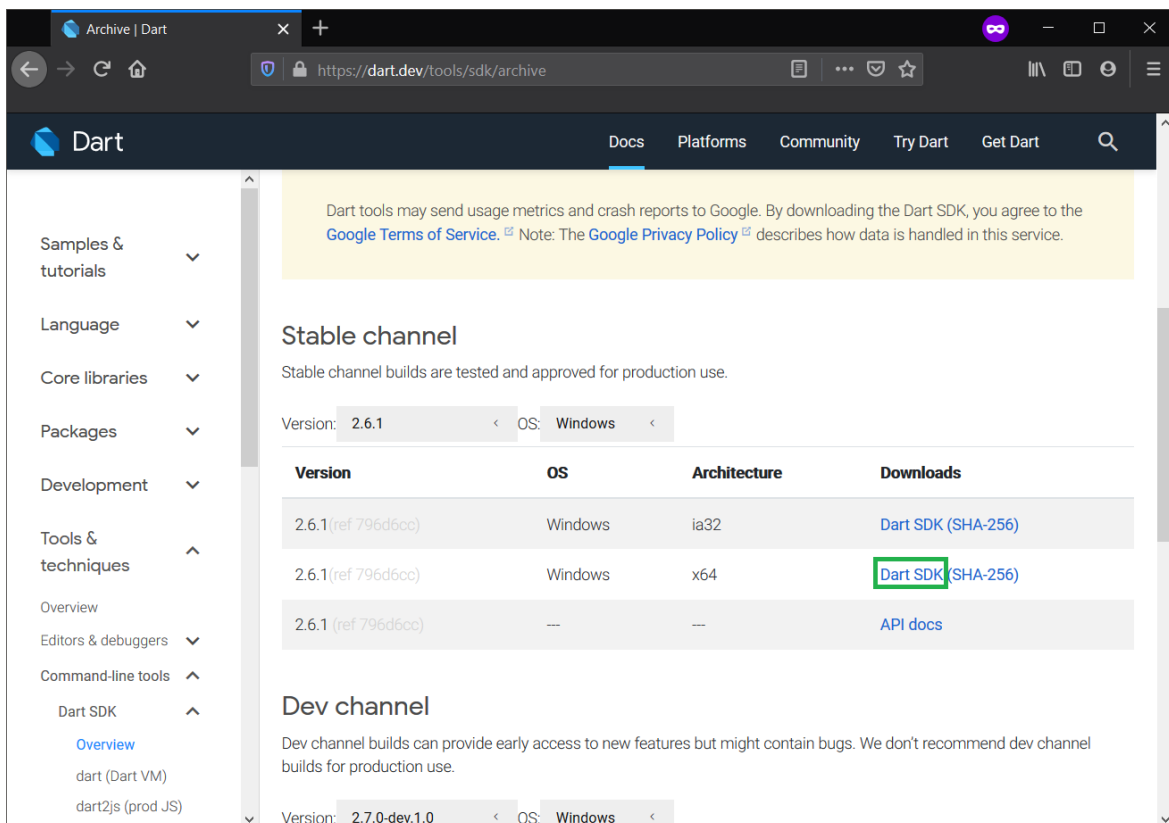 Archive | Dart
https://dart.dev/tools/sdk/archive
Dart
Docs
Platforms
Community
Try Dart
Get Dart
Samples &
tutorials
Language
Core libraries
Packages
Development
Tools &
techniques
Overview
Editors & debuggers
Command-line tools
Dart SDK
Overview
dart (Dart VM)
dart2js (prod JS)
Dart tools may send usage metrics and crash reports to Google. By downloading the Dart SDK, you agree to the
Google Terms of Service. Note: The Google Privacy Policy describes how data is handled in this service.
Stable channel
Stable channel builds are tested and approved for production use.
Version: 2.6.1 OS: Windows
Version OS Architecture Downloads
2.6.1 (ref 796d6cc) Windows ia32 Dart SDK (SHA-256)
2.6.1 (ref 796d6cc) Windows x64 Dart SDK (SHA-256)
2.6.1 (ref 796d6cc) --- --- API docs
Dev channel
Dev channel builds can provide early access to new features but might contain bugs. We don't recommend dev channel
builds for production use.
Version: 2.7.0-dev.1.0 OS: Windows